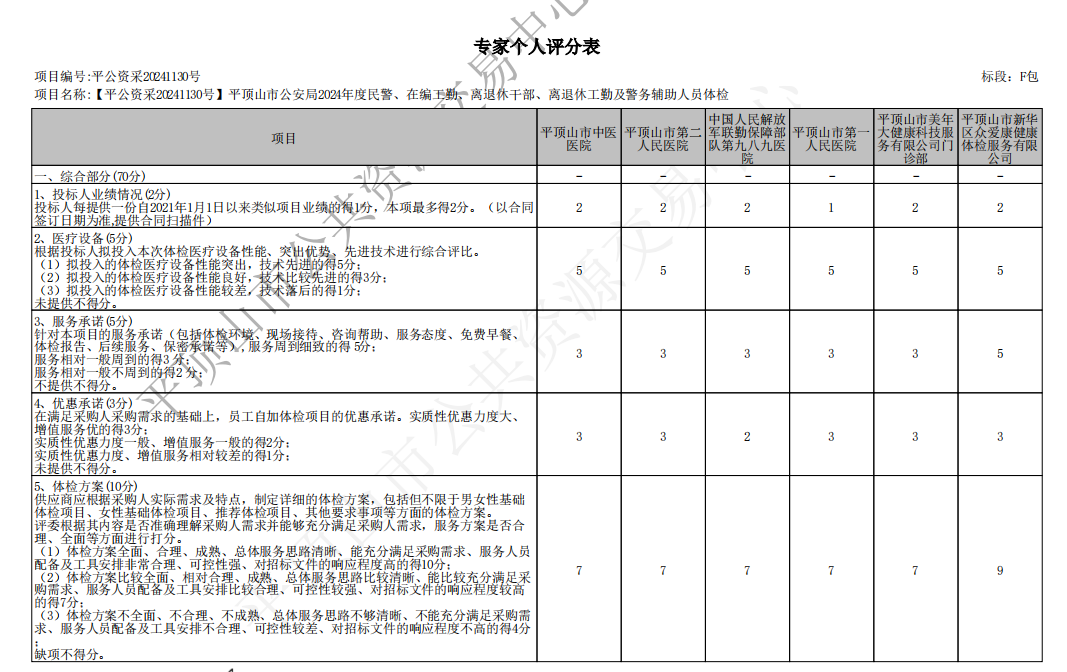 专家个人评分表
项目编号:平公资采20241130号
标段：F包
项目名称:【平公资采20241130号】平顶山市公安局2024年度民警、在编工勤、离退休干部、离退休工勤及警务辅助人员体检
项目
平顶山市中医
医院
平顶山市第二
人民医院
中国人民解放
军联勤保障部
队第九八九医
院
平顶山市第一
人民医院
平顶山市美年
大健康科技服
务有限公司门
诊部
平顶山市新华
区众爱康健康
体检服务有限
公司
一、综合部分(70分)
－ － － － － －
1、投标人业绩情况(2分)
投标人每提供一份自2021年1月1日以来类似项目业绩的得1分，本项最多得2分。（以合同
签订日期为准,提供合同扫描件）
2 2 2 1 2 2
2、医疗设备(5分)
根据投标人拟投入本次体检医疗设备性能、突出优势、先进技术进行综合评比。
（1）拟投入的体检医疗设备性能突出，技术先进的得5分；
（2）拟投入的体检医疗设备性能良好，技术比较先进的得3分；
（3）拟投入的体检医疗设备性能较差，技术落后的得1分；
未提供不得分。
5 5 5 5 5 5
3、服务承诺(5分)
针对本项目的服务承诺（包括体检环境、现场接待、咨询帮助、服务态度、免费早餐、
体检报告、后续服务、保密承诺等）,服务周到细致的得 5分；
服务相对一般周到的得3 分；
服务相对一般不周到的得2 分；
不提供不得分。
3 3 3 3 3 5
4、优惠承诺(3分)
在满足采购人采购需求的基础上，员工自加体检项目的优惠承诺。实质性优惠力度大、
增值服务优的得3分；
实质性优惠力度一般、增值服务一般的得2分；
实质性优惠力度、增值服务相对较差的得1分；
未提供不得分。
3 3 2 3 3 3
5、体检方案(10分)
供应商应根据采购人实际需求及特点，制定详细的体检方案，包括但不限于男女性基础
体检项目、女性基础体检项目、推荐体检项目、其他要求事项等方面的体检方案。
评委根据其内容是否准确理解采购人需求并能够充分满足采购人需求，服务方案是否合
理、全面等方面进行打分。
（1）体检方案全面、合理、成熟、总体服务思路清晰、能充分满足采购需求、服务人员
配备及工具安排非常合理、可控性强、对招标文件的响应程度高的得10分；
（2）体检方案比较全面、相对合理、成熟、总体服务思路比较清晰、能比较充分满足采
购需求、服务人员配备及工具安排比较合理、可控性较强、对招标文件的响应程度较高
的得7分；
（3）体检方案不全面、不合理、不成熟、总体服务思路不够清晰、不能充分满足采购需
求、服务人员配备及工具安排不合理、可控性较差、对招标文件的响应程度不高的得4分
；
缺项不得分。
7 7 7 7 7 9
平顶山市公共资源交易中心
平顶山市公共资源交易中心